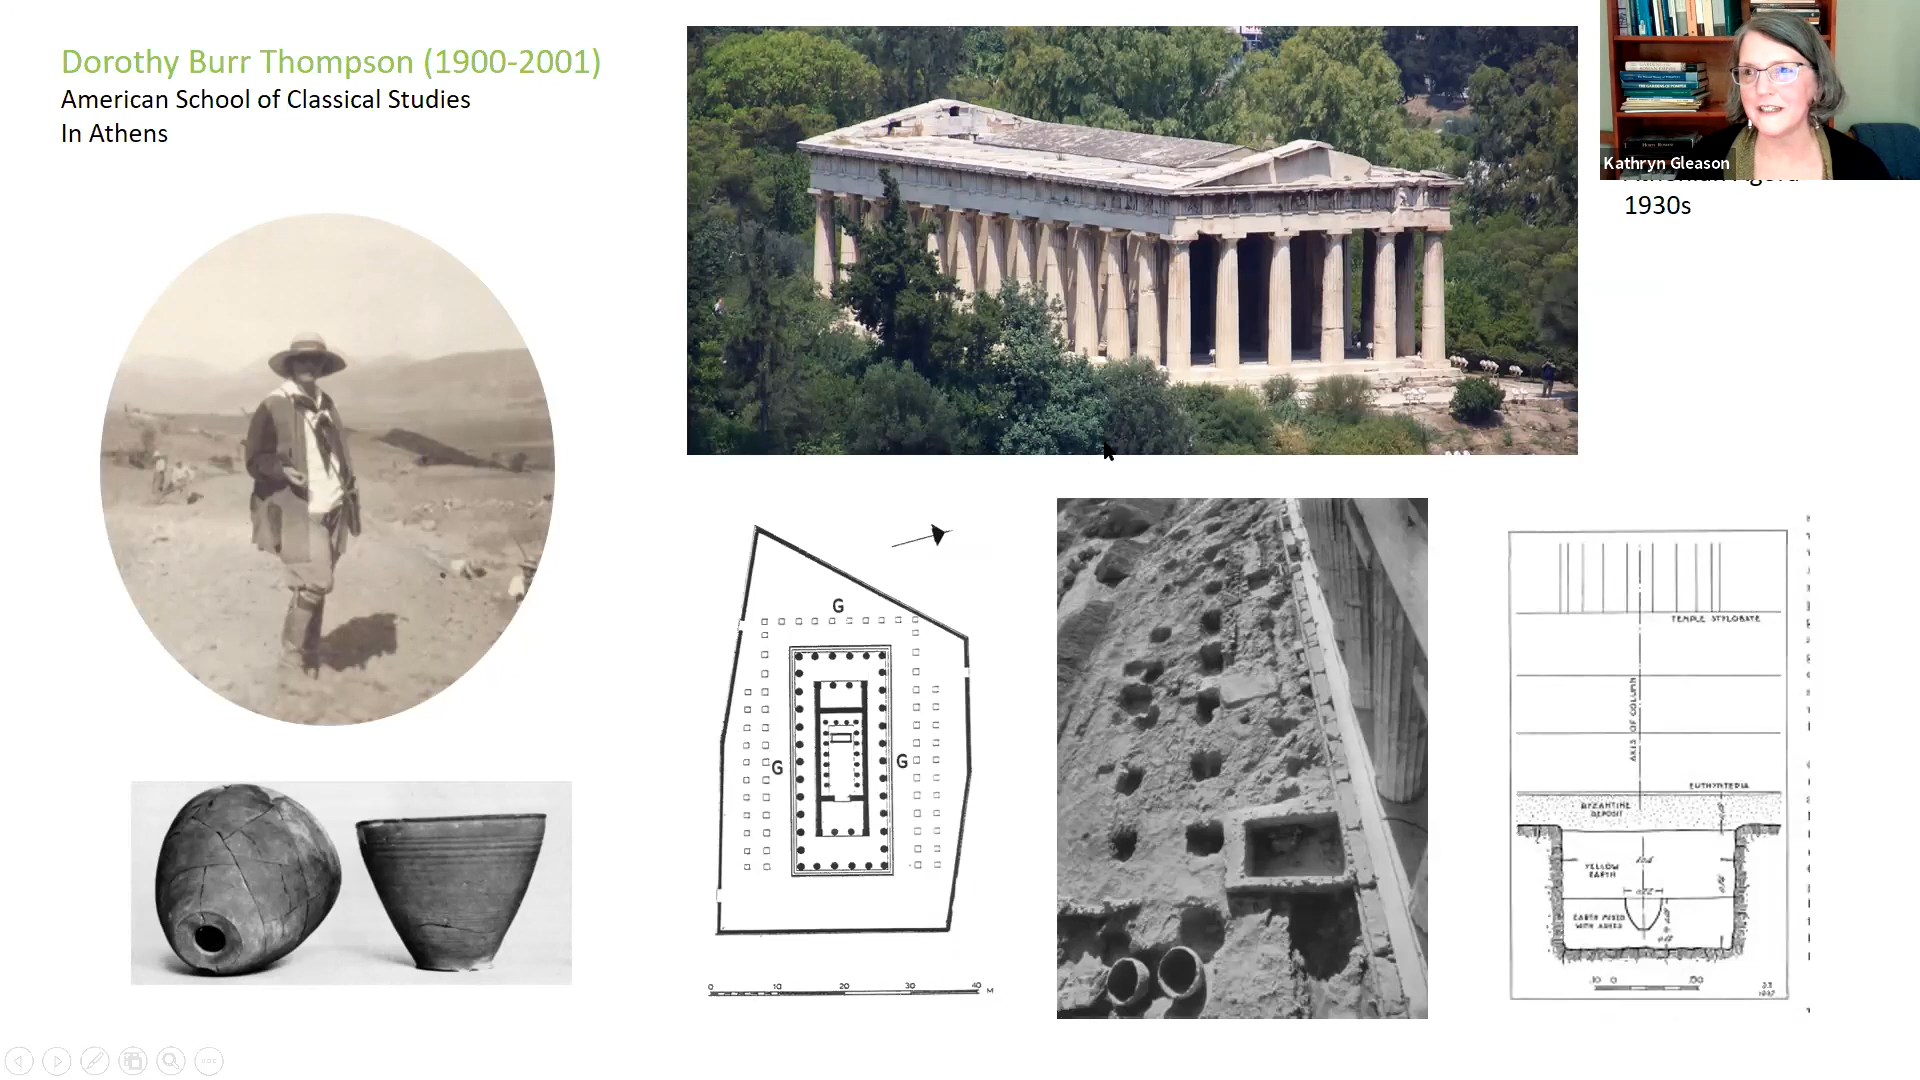 Dorothy Burr Thompson (1900-2001)
American School of Classical Studies
In Athens
Kathryn Gleason
1930s
G
G
G
0 10 20 30 40 M
TEMPLE STYLOBATE
AXIS OF COLUMN
EUTHYNTERIA
BYZANTINE
DEPOSIT
YELLOW
EARTH
EARTH MIXED
WITH ASHES